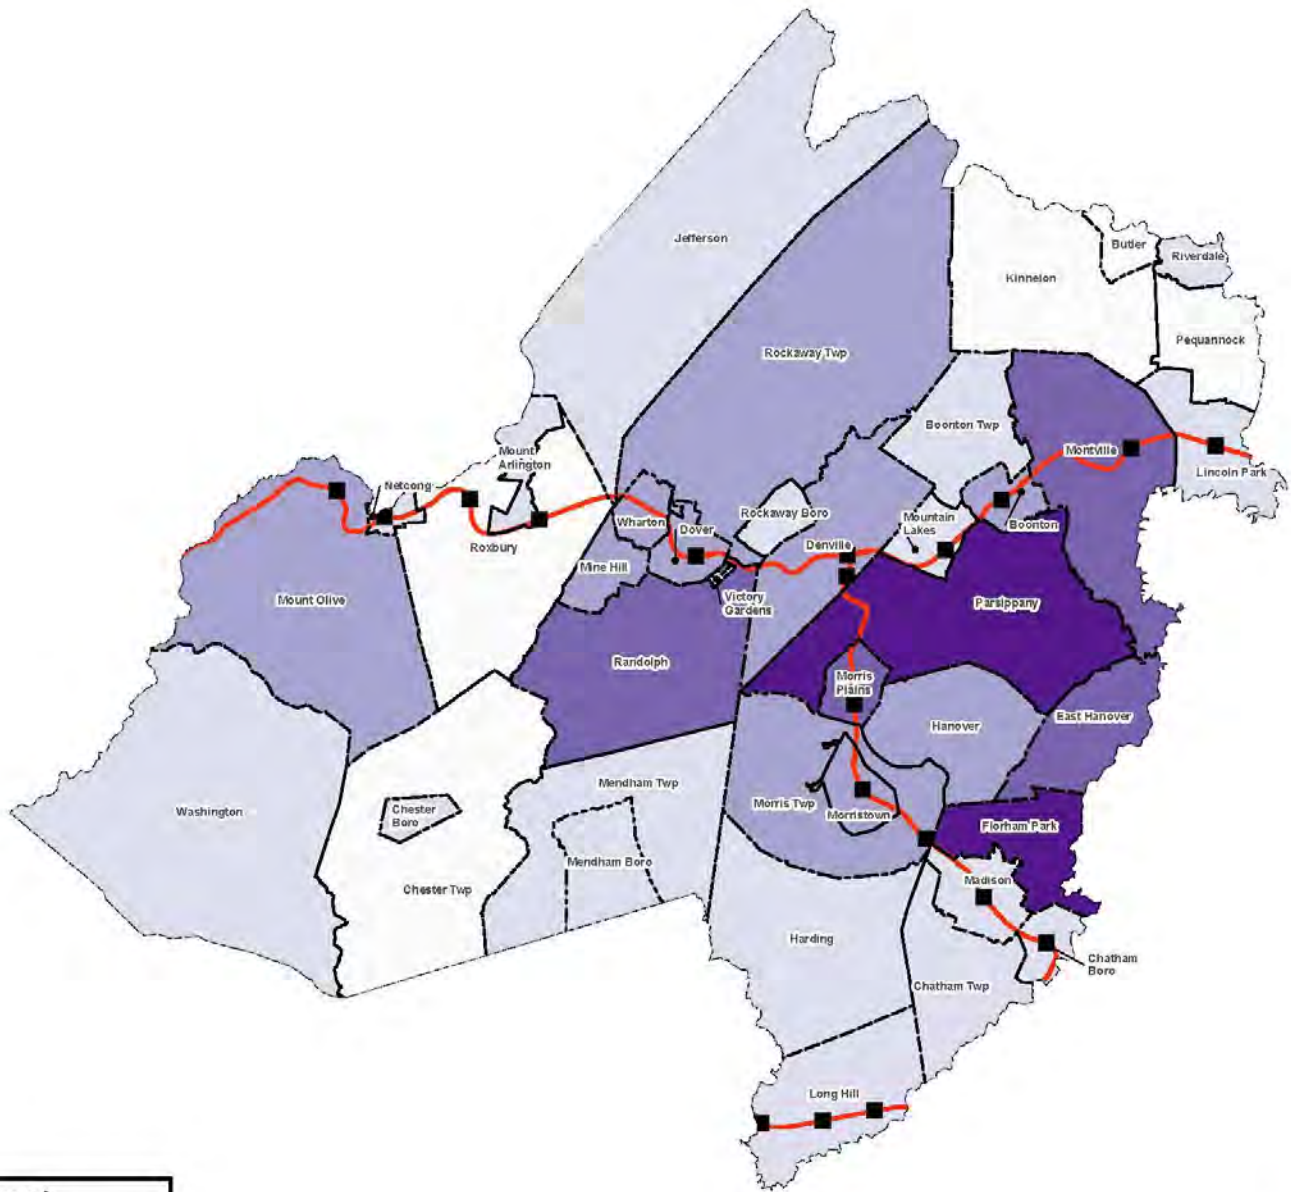 Jefferson
Butler
Riverdale
Kinnelon
Pequannock
Rockaway Twp
Boonton Twp
Montville
Mount
Arlington
Lincoln Park
Netcong
Rockaway Boro
Mountain
Lakes
Wharton
Dover
Boonton
Roxbury
Denville
Mine Hill
Victory
Gardens
Mount Olive
Parsippany
Randolph
Morris
Plains
East Hanover
Hanover
Mendham Twp
Morris Twp
Morristown
Washington
Chester
Boro
Florham Park
Mendham Boro
Madison
Chester Twp
Harding
Chatham
Boro
Chatham Twp
Long Hill